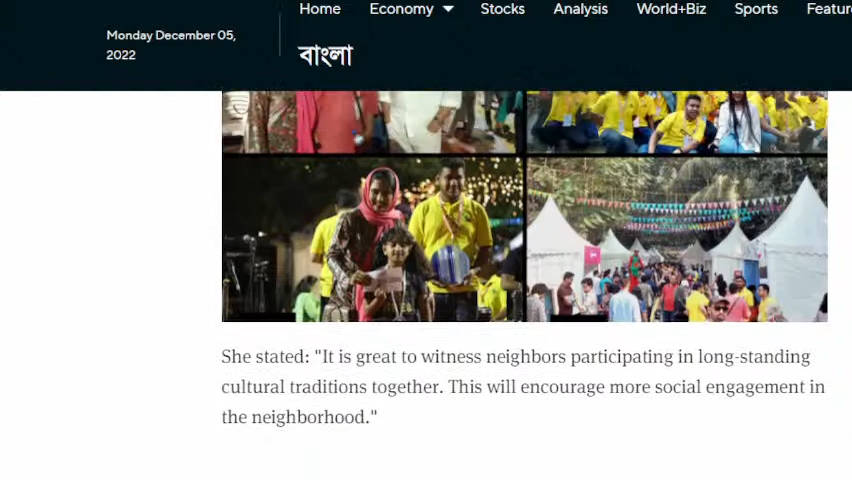 Home Economy Stocks Analysis World+Biz Sports
Monday December 05,
2022
বাংলা
She stated: "It is great to witness neighbors participating in long-standing
cultural traditions together. This will encourage more social engagement in
the neighborhood."